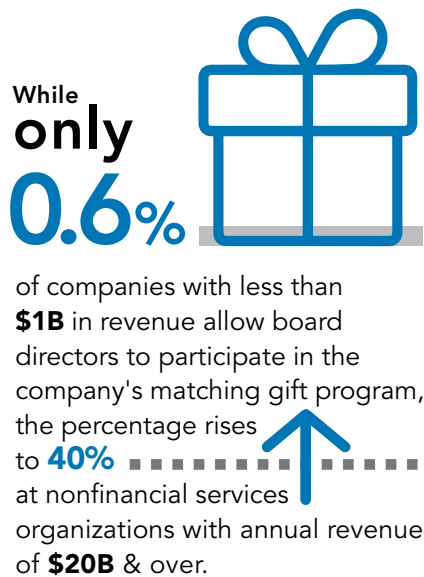 While
only
0.6%
of companies with less than
$1B in revenue allow board
directors to participate in the
company's matching gift program,
the percentage rises
to 40%
at nonfinancial services
organizations with annual revenue
of $20B & over.